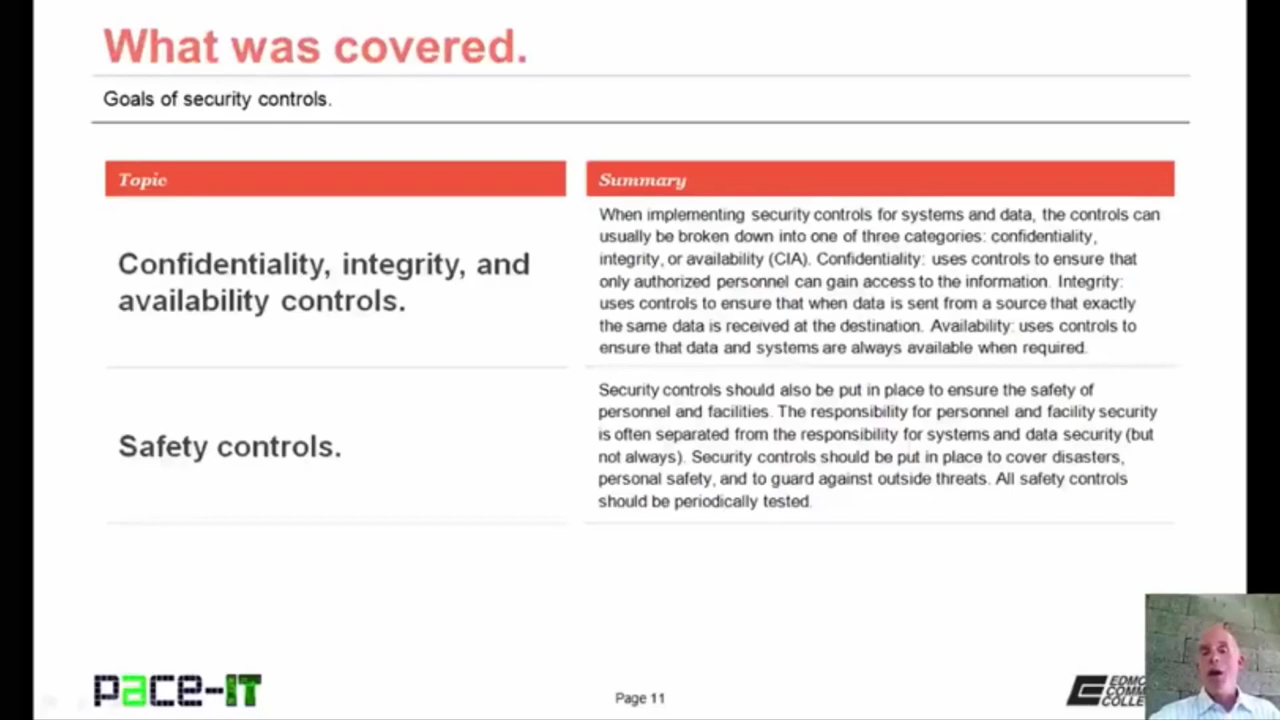 What was covered.
Goals of security controls.
Topic
Summary
Confidentiality, integrity, and
availability controls.
When implementing security controls for systems and data, the controls can
usually be broken down into one of three categories: confidentiality,
integrity, or availability (CIA). Confidentiality: uses controls to ensure that
only authorized personnel can gain access to the information. Integrity:
uses controls to ensure that when data is sent from a source that exactly
the same data is received at the destination. Availability: uses controls to
ensure that data and systems are always available when required.
Safety controls.
Security controls should also be put in place to ensure the safety of
personnel and facilities. The responsibility for personnel and facility security
is often separated from the responsibility for systems and data security (but
not always). Security controls should be put in place to cover disasters,
personal safety, and to guard against outside threats. All safety controls
should be periodically tested.
pace-IT
Page 11
EDMO
COMM
COLLE